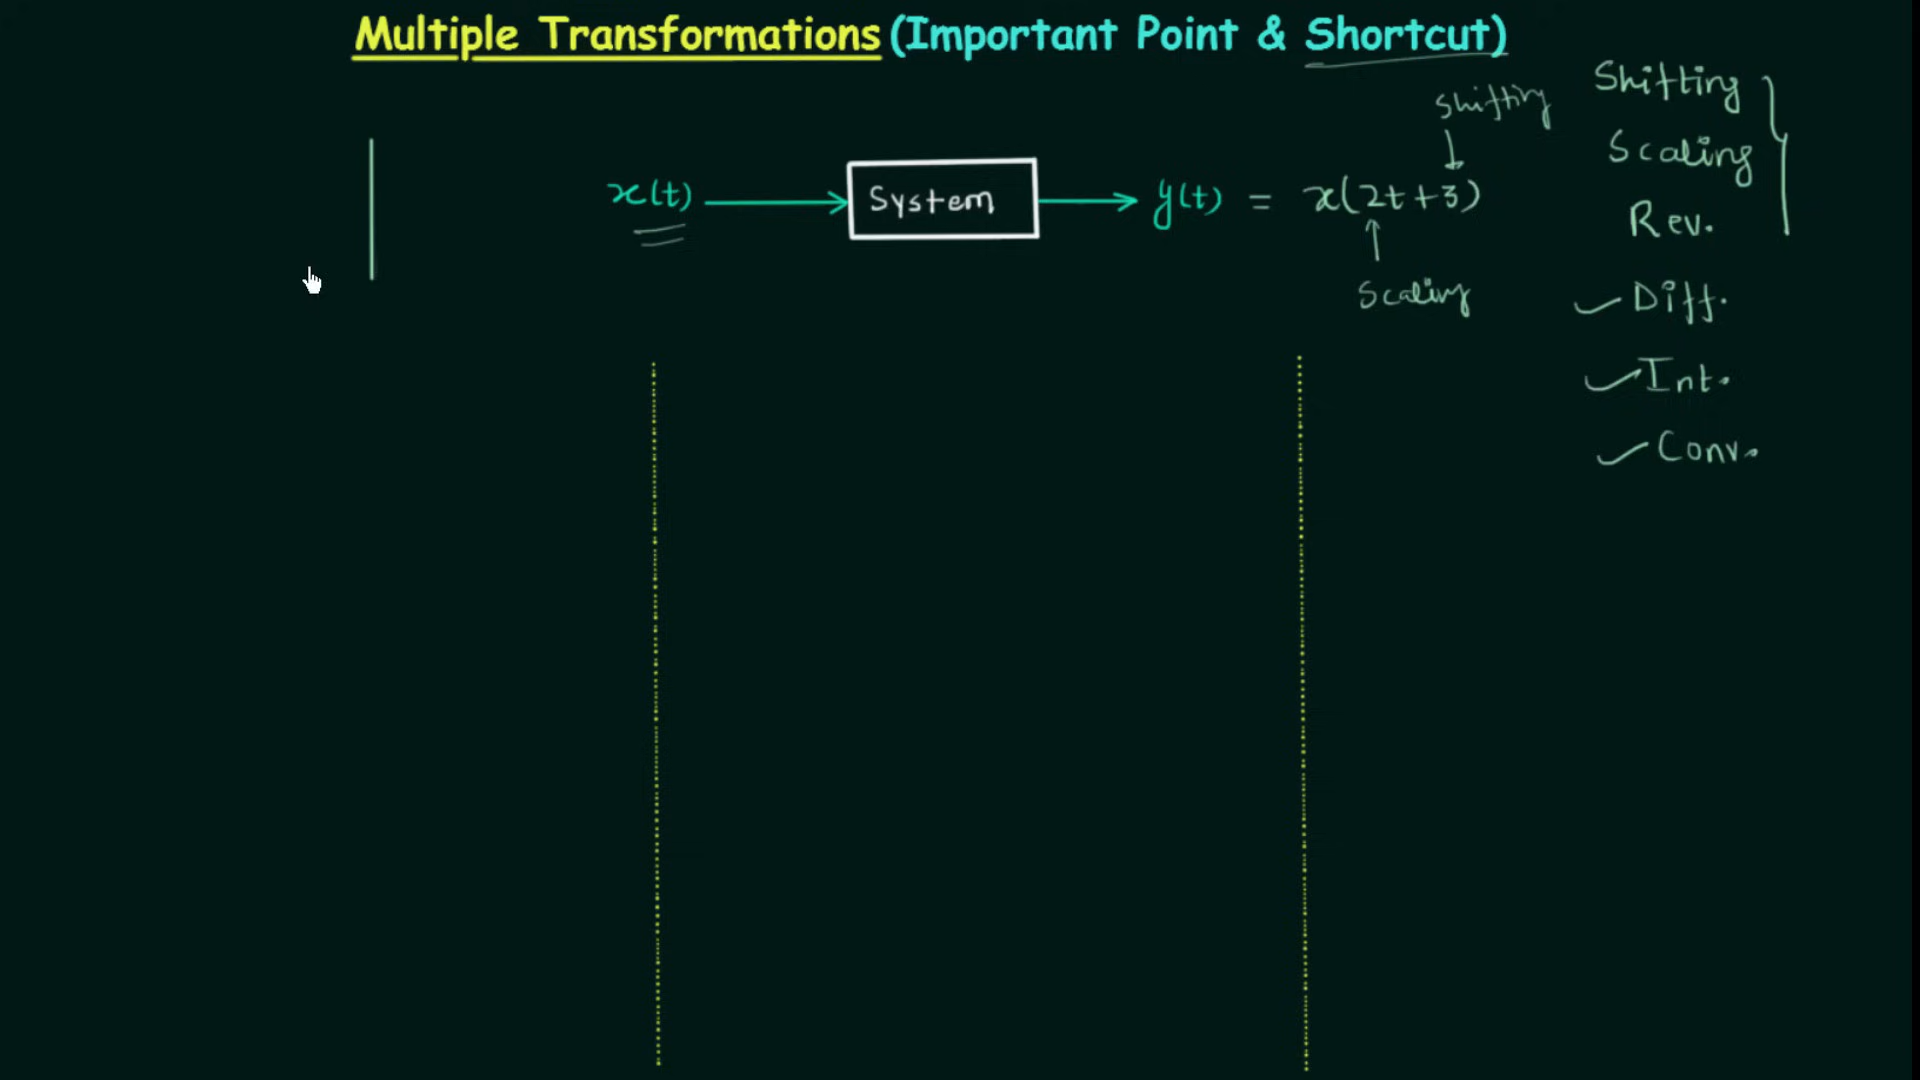 Multiple Transformations (Important Point & Shortcut)
x(t) System y(t) = x(2t+3)
shifting
Scaling
Shifting
Scaling
Rev.
Diff.
Int.
Conv.